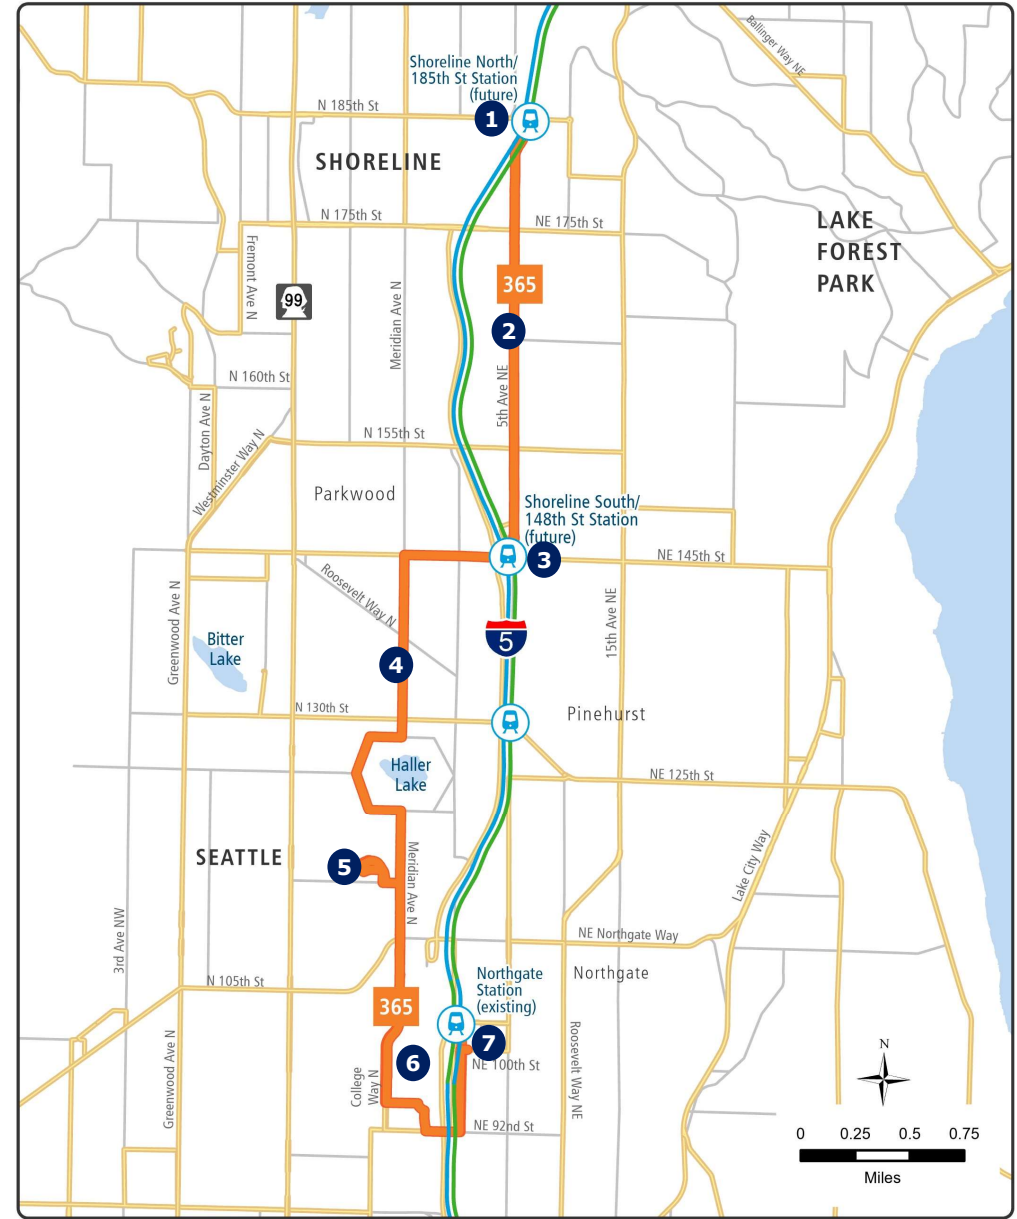 Ballinger Way NE
Shoreline North/
185th St Station
(future)
N 185th St
1
SHORELINE
N 175th St
NE 175th St
LAKE
FOREST
PARK
Fremont Ave N
365
99
Meridian Ave N
2
N 160th St
5th Ave NE
Dayton Ave N
Westminster Way N
N 155th St
Parkwood
Shoreline South/
148th St Station
(future)
3
NE 145th St
Roosevelt Way N
Greenwood Ave N
15th Ave NE
5
Bitter
Lake
4
N 130th St
Pinehurst
Haller
Lake
NE 125th St
SEATTLE
5
Meridian Ave N
Lake City Way
3rd Ave NW
NE Northgate Way
Northgate
Station
(existing)
Northgate
N 105th St
365
7
6
NE 100th St
Greenwood Ave N
College
Way N
Roosevelt Way NE
NE 92nd St
N
0 0.25 0.5 0.75
Miles